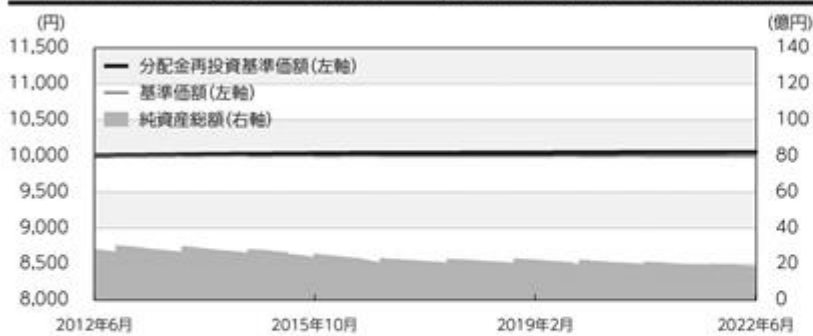 (円)
(億円)
11,500
11,000
10,500
10,000
9,500
9,000
8,500
8,000
分配金再投資基準価額(左軸)
基準価額(左軸)
純資産総額(右軸)
140
120
100
80
60
40
20
0
2012年6月
2015年10月
2019年2月
2022年6月